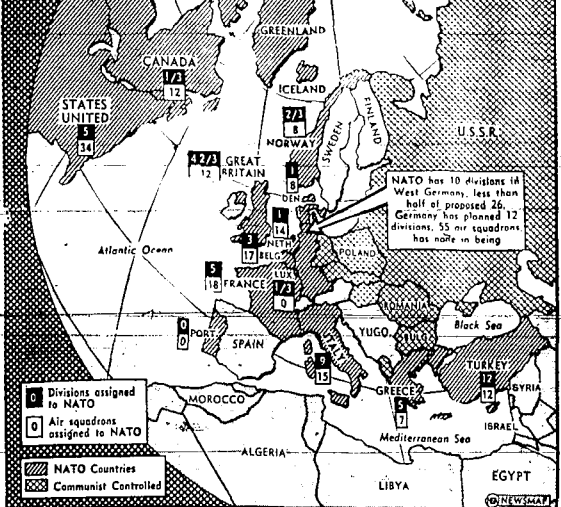 GREENLAND
CANADA
1/3
12
ICELAND
STATES
UNITED
5
34
2/3
8
NORWAY
SWEDEN
FINLAND
U.S.S.R.
4 2/3
12
GREAT
BRITAIN
1
8
DEN
NATO has 10 divisions in
West Germany, less than
half of proposed 26,
Germany has planned 12
divisions, 55 air squadrons,
has none in being
1
14
NETH
3
17
BELG
Atlantic Ocean
POLAND
5
18
FRANCE
LUX
1/3
0
ROMANIA
Black Sea
0
0
PORT.
SPAIN
YUGO.
BULG
ITALY
9
15
TURKEY
12
12
SYRIA
GREECE
5
7
0 Divisions assigned
to NATO
0 Air squadrons
assigned to NATO
MOROCCO
Mediterranean Sea
ISRAEL
ALGERIA
NATO Countries
Communist Controlled
LIBYA
EGYPT
NEWSMAP